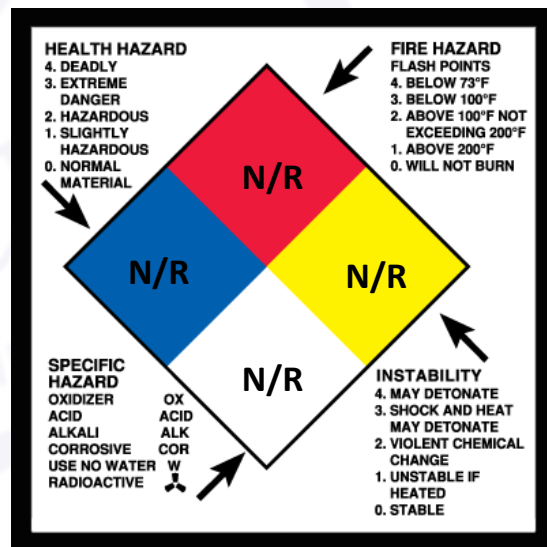 HEALTH HAZARD
4. DEADLY
3. EXTREME
DANGER
2. HAZARDOUS
1. SLIGHTLY
HAZARDOUS
0. NORMAL
MATERIAL
FIRE HAZARD
FLASH POINTS
4. BELOW 73°F
3. BELOW 100°F
2. ABOVE 100°F NOT
EXCEEDING 200°F
1. ABOVE 200°F
0. WILL NOT BURN
N/R
N/R
N/R
N/R
SPECIFIC
HAZARD
OXIDIZER OX
ACID ACID
ALKALI ALK
CORROSIVE COR
USE NO WATER W
RADIOACTIVE
INSTABILITY
4. MAY DETONATE
3. SHOCK AND HEAT
MAY DETONATE
2. VIOLENT CHEMICAL
CHANGE
1. UNSTABLE IF
HEATED
0. STABLE